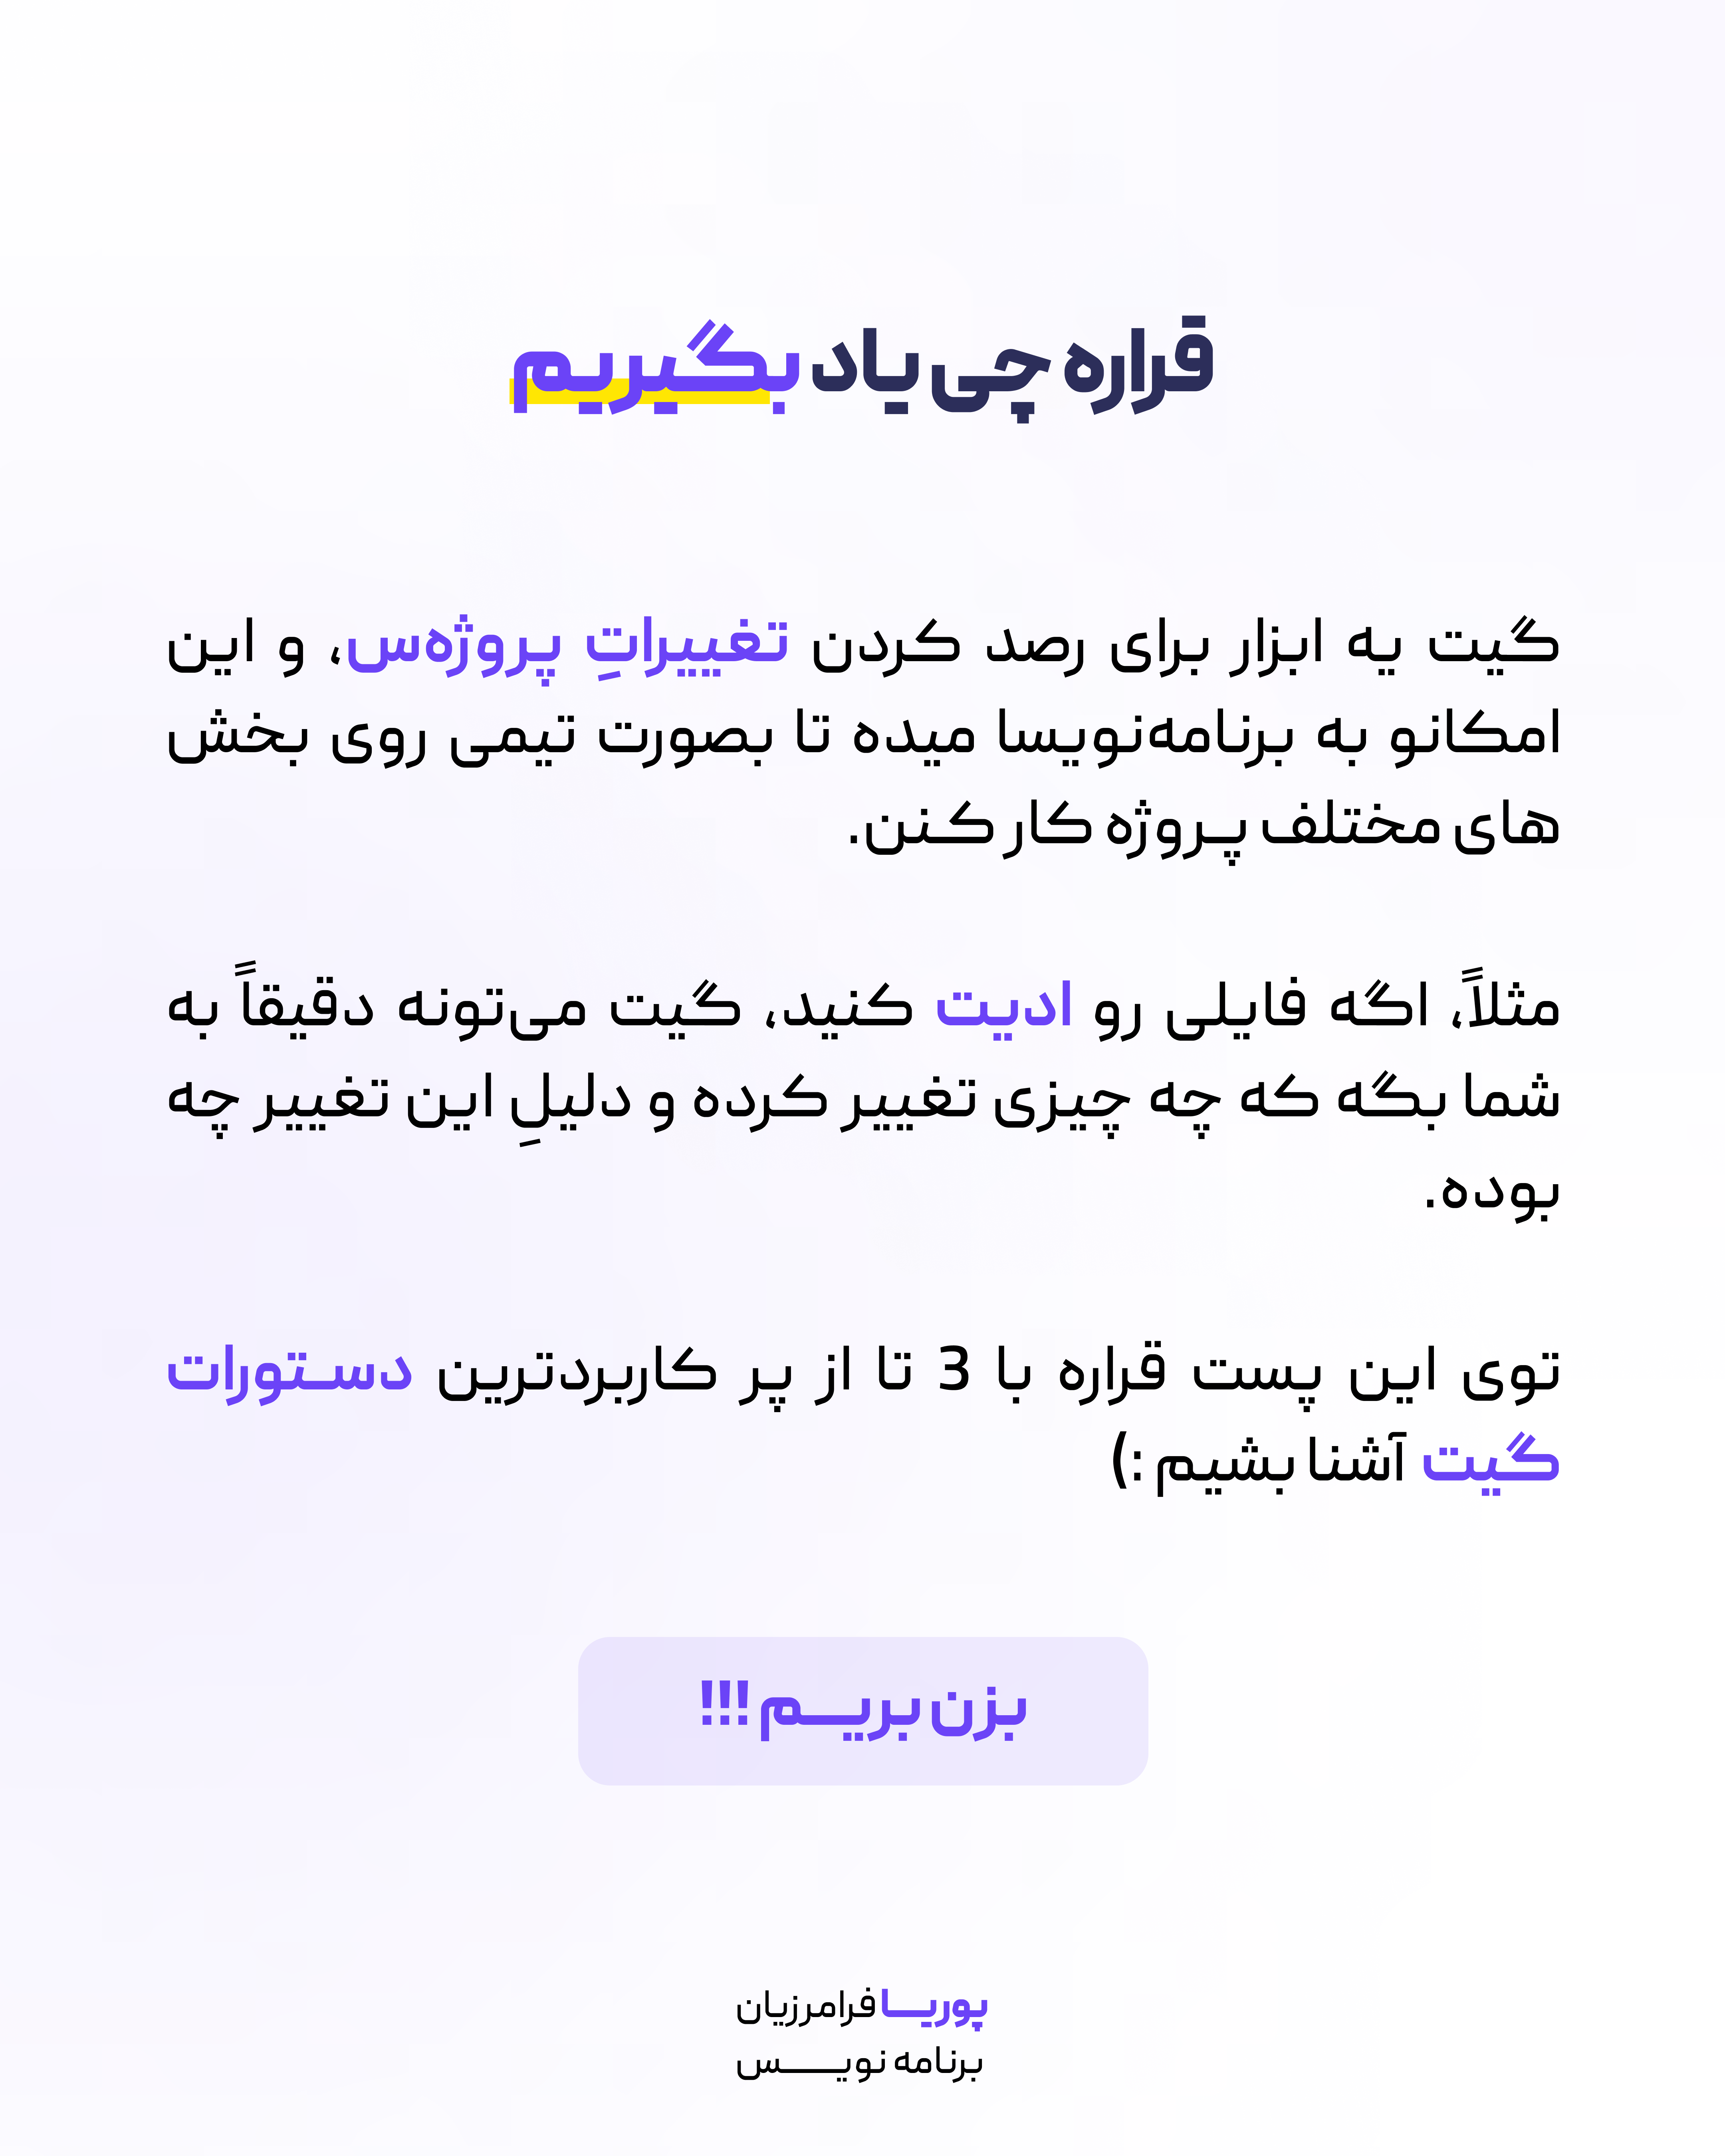 قراره چی یاد بگیریم
گیت یه ابزار برای رصد کردن تغییراتِ پروژه‌س، و این
امکانو به برنامه‌نویسا میده تا بصورت تیمی روی بخش
های مختلف پروژه کار کنن.
مثلاً، اگه فایلی رو ادیت کنید، گیت می‌تونه دقیقاً به
شما بگه که چه چیزی تغییر کرده و دلیلِ این تغییر چه
بوده.
توی این پست قراره با 3 تا از پر کاربردترین دستورات
گیت آشنا بشیم :)
بزن بریـــم !!!
پوریـــا فرامرزیان
برنامه نویـــــس